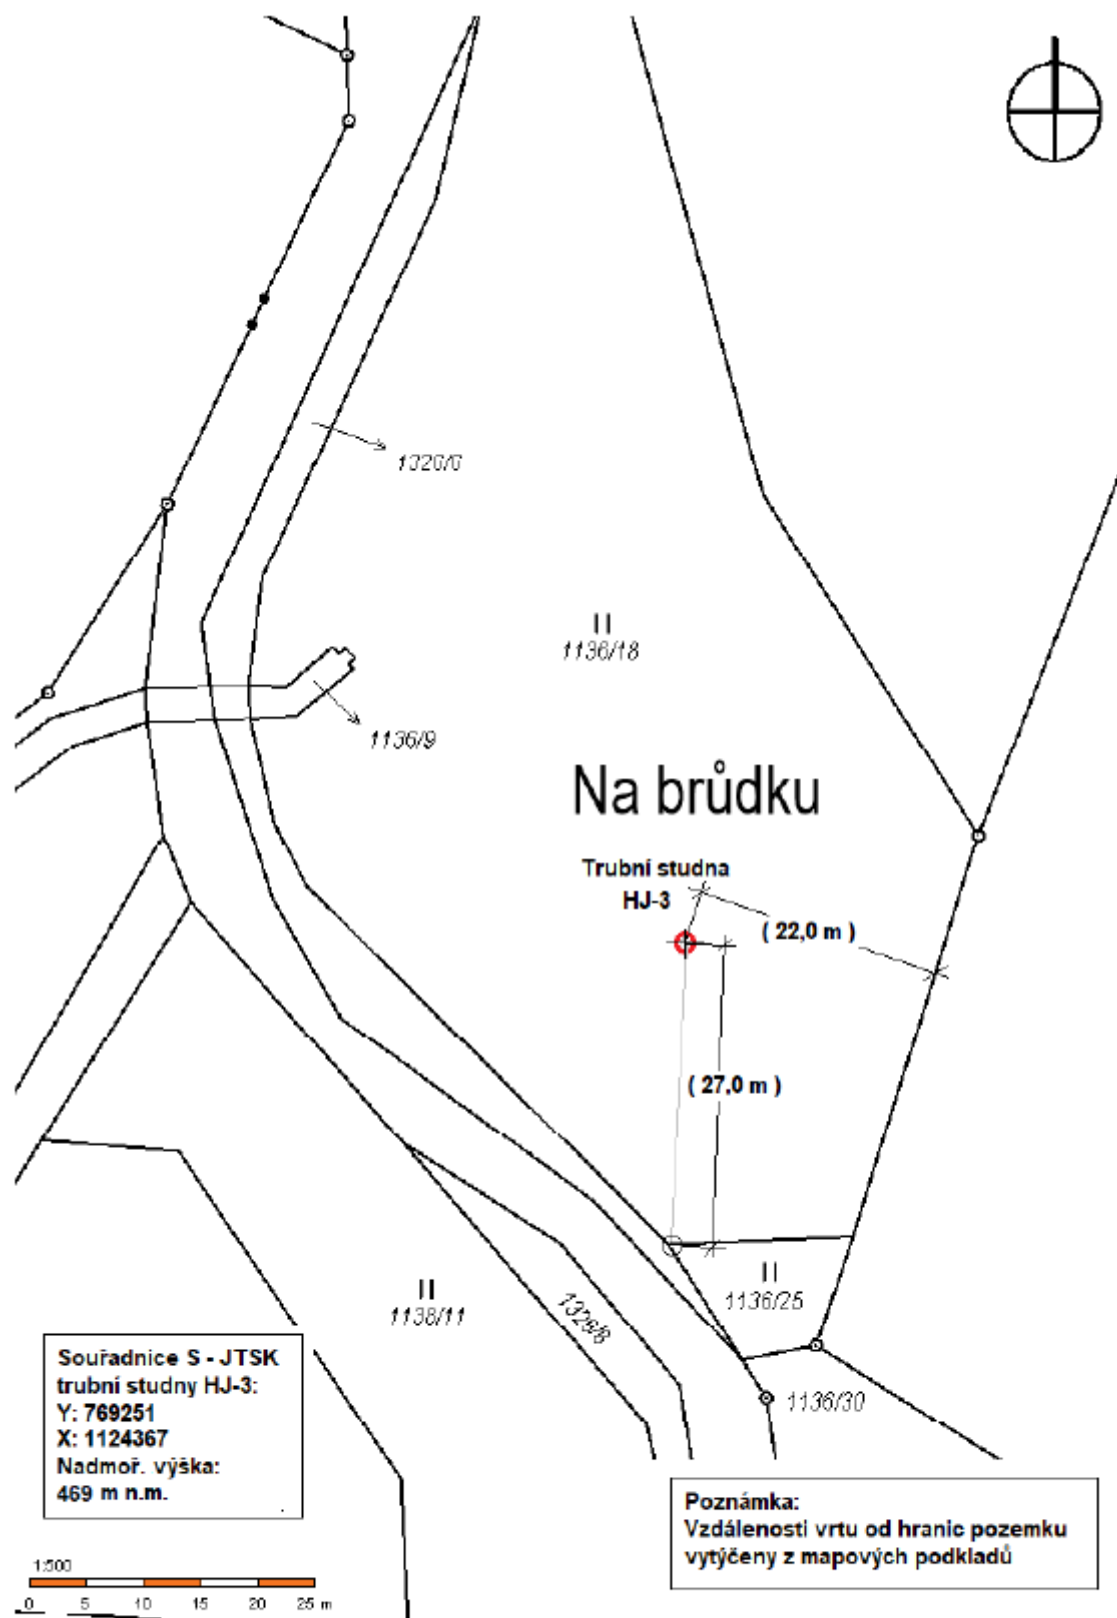 1320/6
II
1136/18
1136/9
Na brůdku
Trubní studna
HJ-3
( 22,0 m )
( 27,0 m )
II
1136/25
II
1138/11
1326/8
1136/30
Souřadnice S - JTSK
trubní studny HJ-3:
Y: 769251
X: 1124367
Nadmoř. výška:
469 m n.m.
Poznámka:
Vzdálenosti vrtu od hranic pozemku
vytýčeny z mapových podkladů
1:500
0 5 10 15 20 25 m